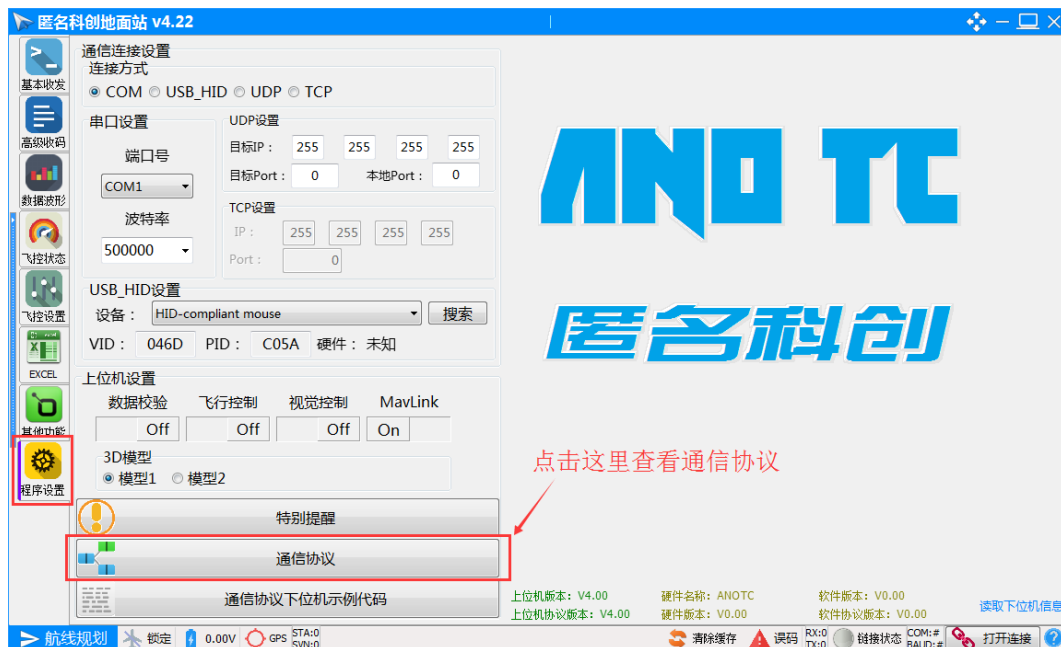 匿名科创地面站 v4.22
基本收发
高级收码
数据波形
飞控状态
飞控设置
EXCEL
其他功能
程序设置
通信连接设置
连接方式
COM USB_HID UDP TCP
串口设置
端口号
COM1
波特率
500000
UDP设置
目标IP： 255 255 255 255
目标Port： 0 本地Port： 0
TCP设置
IP： 255 255 255 255
Port： 0
USB_HID设置
设备： HID-compliant mouse 搜索
VID： 046D PID： C05A 硬件：未知
上位机设置
数据校验 飞行控制 视觉控制 MavLink
Off Off Off On
3D模型
模型1 模型2
特别提醒
通信协议
通信协议下位机示例代码
ANO TC
匿名科创
点击这里查看通信协议
上位机版本：V4.00 硬件名称：ANOTC 软件版本：V0.00
上位机协议版本：V4.00 硬件版本：V0.00 软件协议版本：V0.00
读取下位机信息
航线规划 锁定 0.00V GPS STA:0 SVN:0 清除缓存 误码 RX:0 TX:0 链接状态 COM:# BAUD:# 打开连接